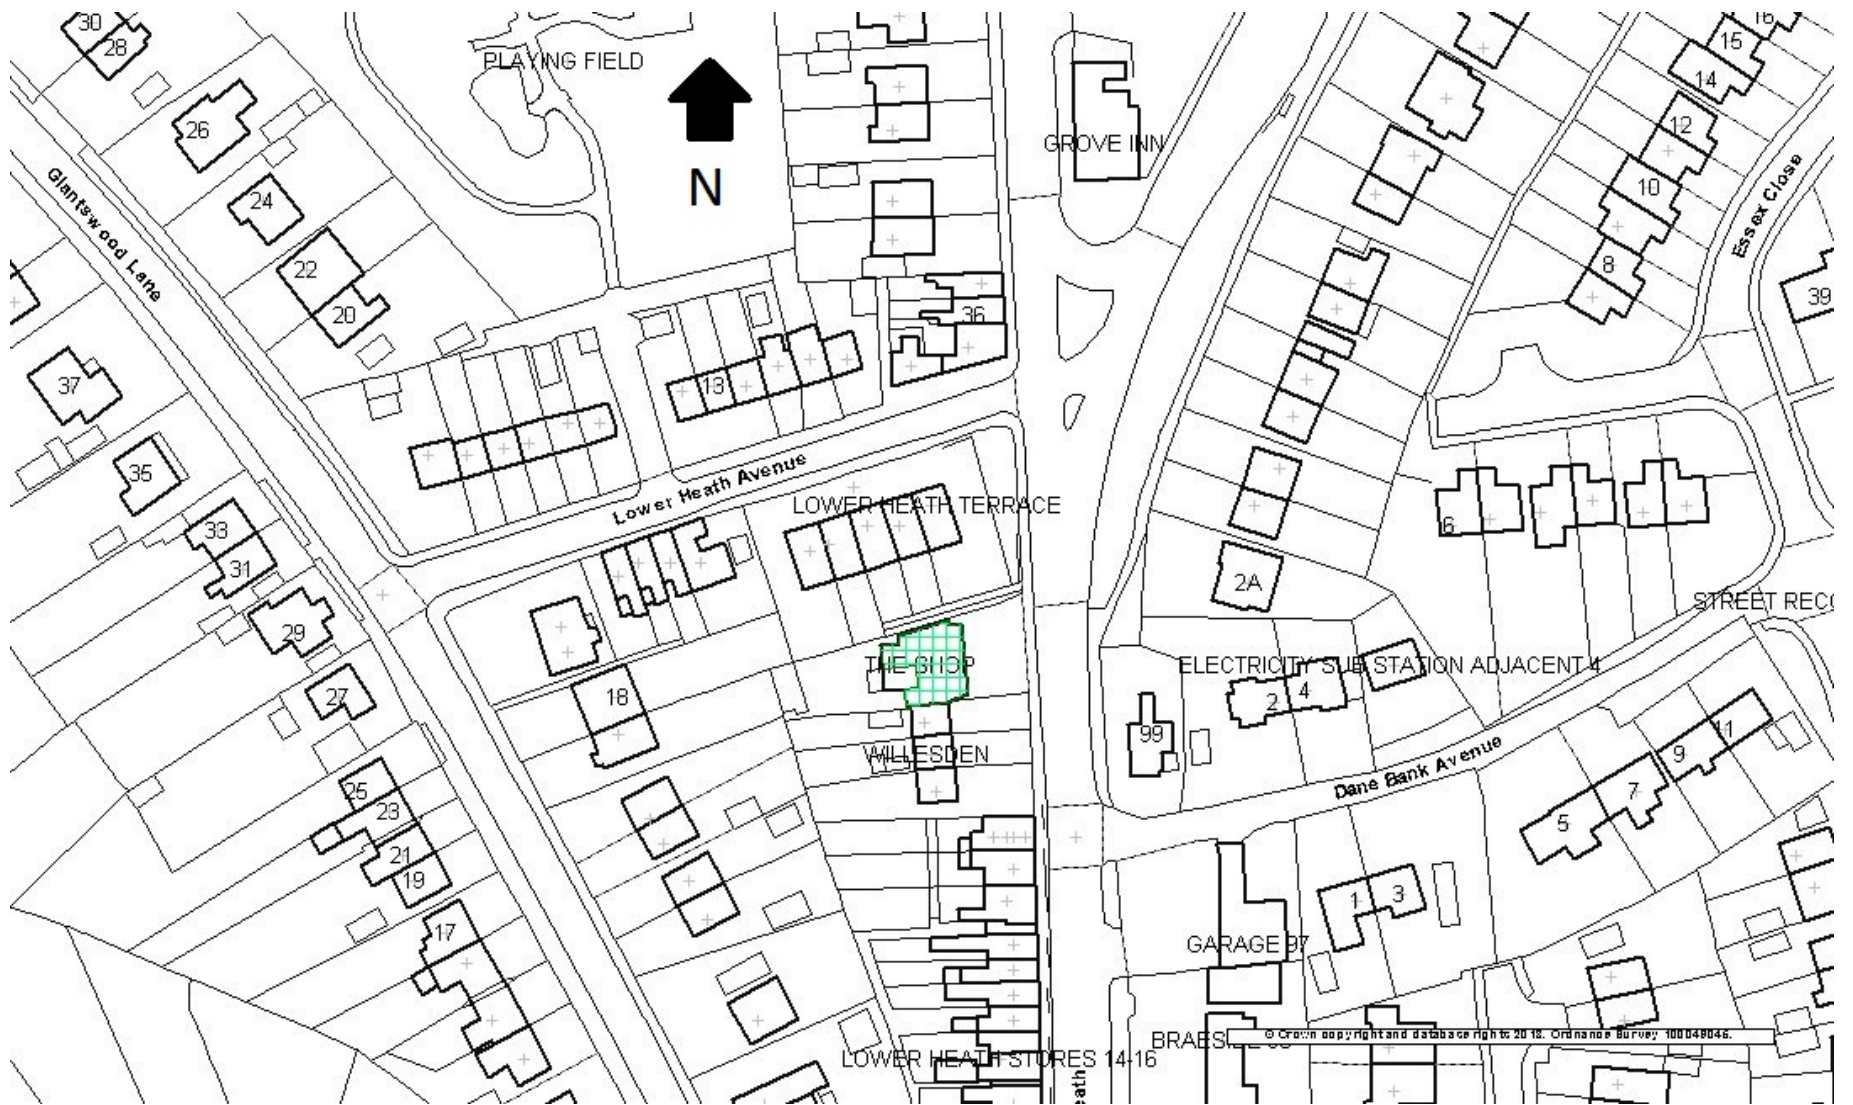 30
28
16
15
14
PLAYING FIELD
26
12
GROVE INN
N
10
Glantswood Lane
24
Essex Close
22
8
20
36
39
13
37
35
Lower Heath Avenue
LOWER HEATH TERRACE
33
6
31
2A
29
STREET RECO
THE SHOP
ELECTRICITY SUB STATION ADJACENT 4
27
18
2
4
99
WILLESDEN
11
9
Dane Bank Avenue
25
23
7
5
21
19
1
3
17
GARAGE 97
© Crown copyright and database rights 2018. Ordnance Survey 100049046.
LOWER HEATH STORES 14-16
eath